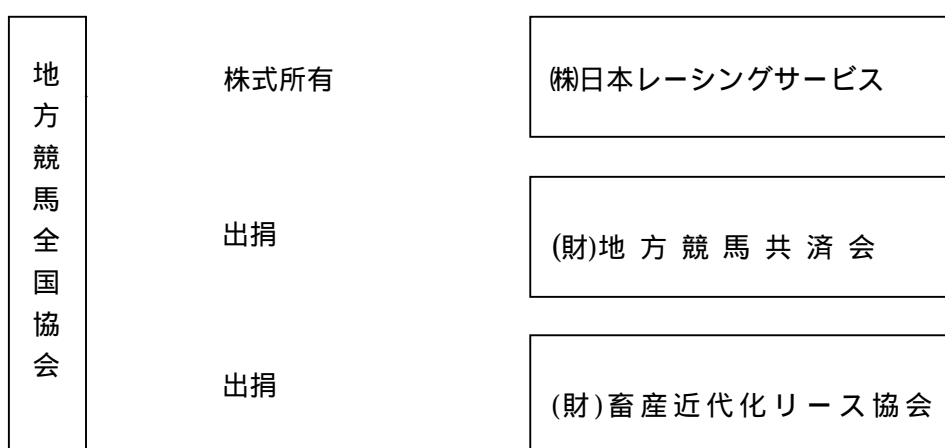 地方競馬全国協会
株式所有
㈱日本レーシングサービス
出捐
(財)地方競馬共済会
出捐
(財)畜産近代化リース協会